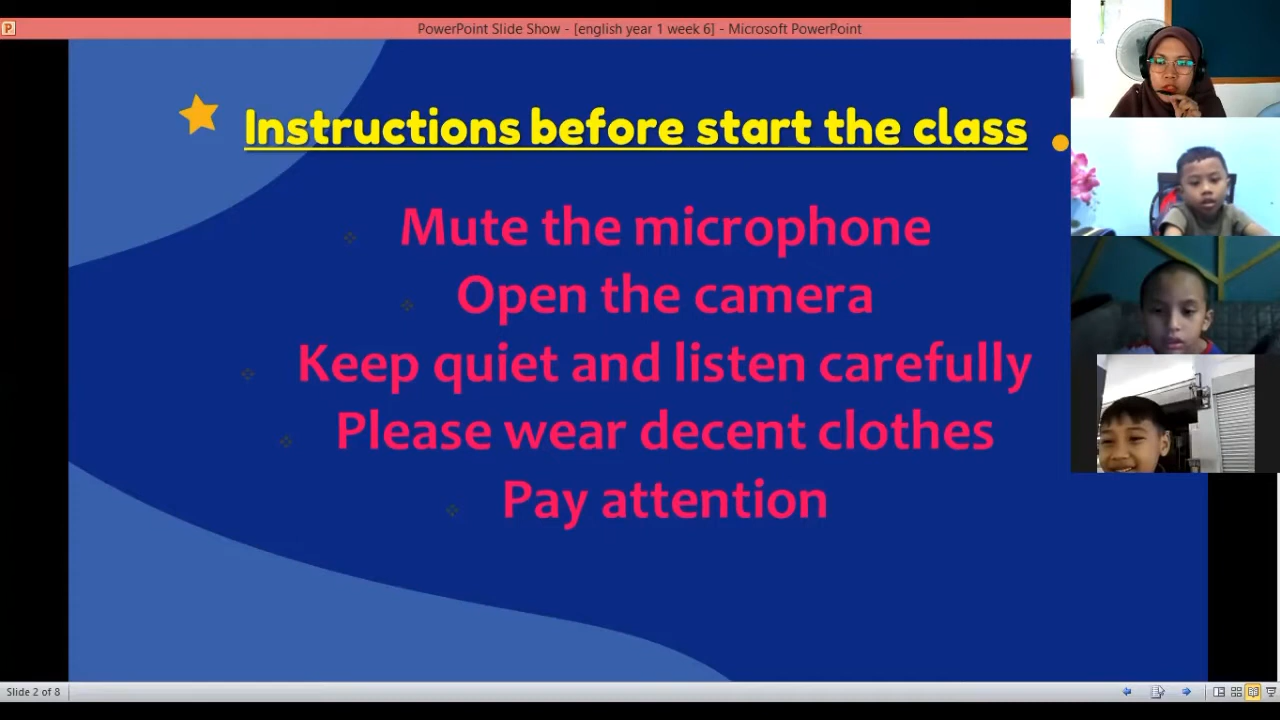 PowerPoint Slide Show - [english year 1 week 6] - Microsoft PowerPoint
Instructions before start the class
Mute the microphone
Open the camera
Keep quiet and listen carefully
Please wear decent clothes
Pay attention
Slide 2 of 8